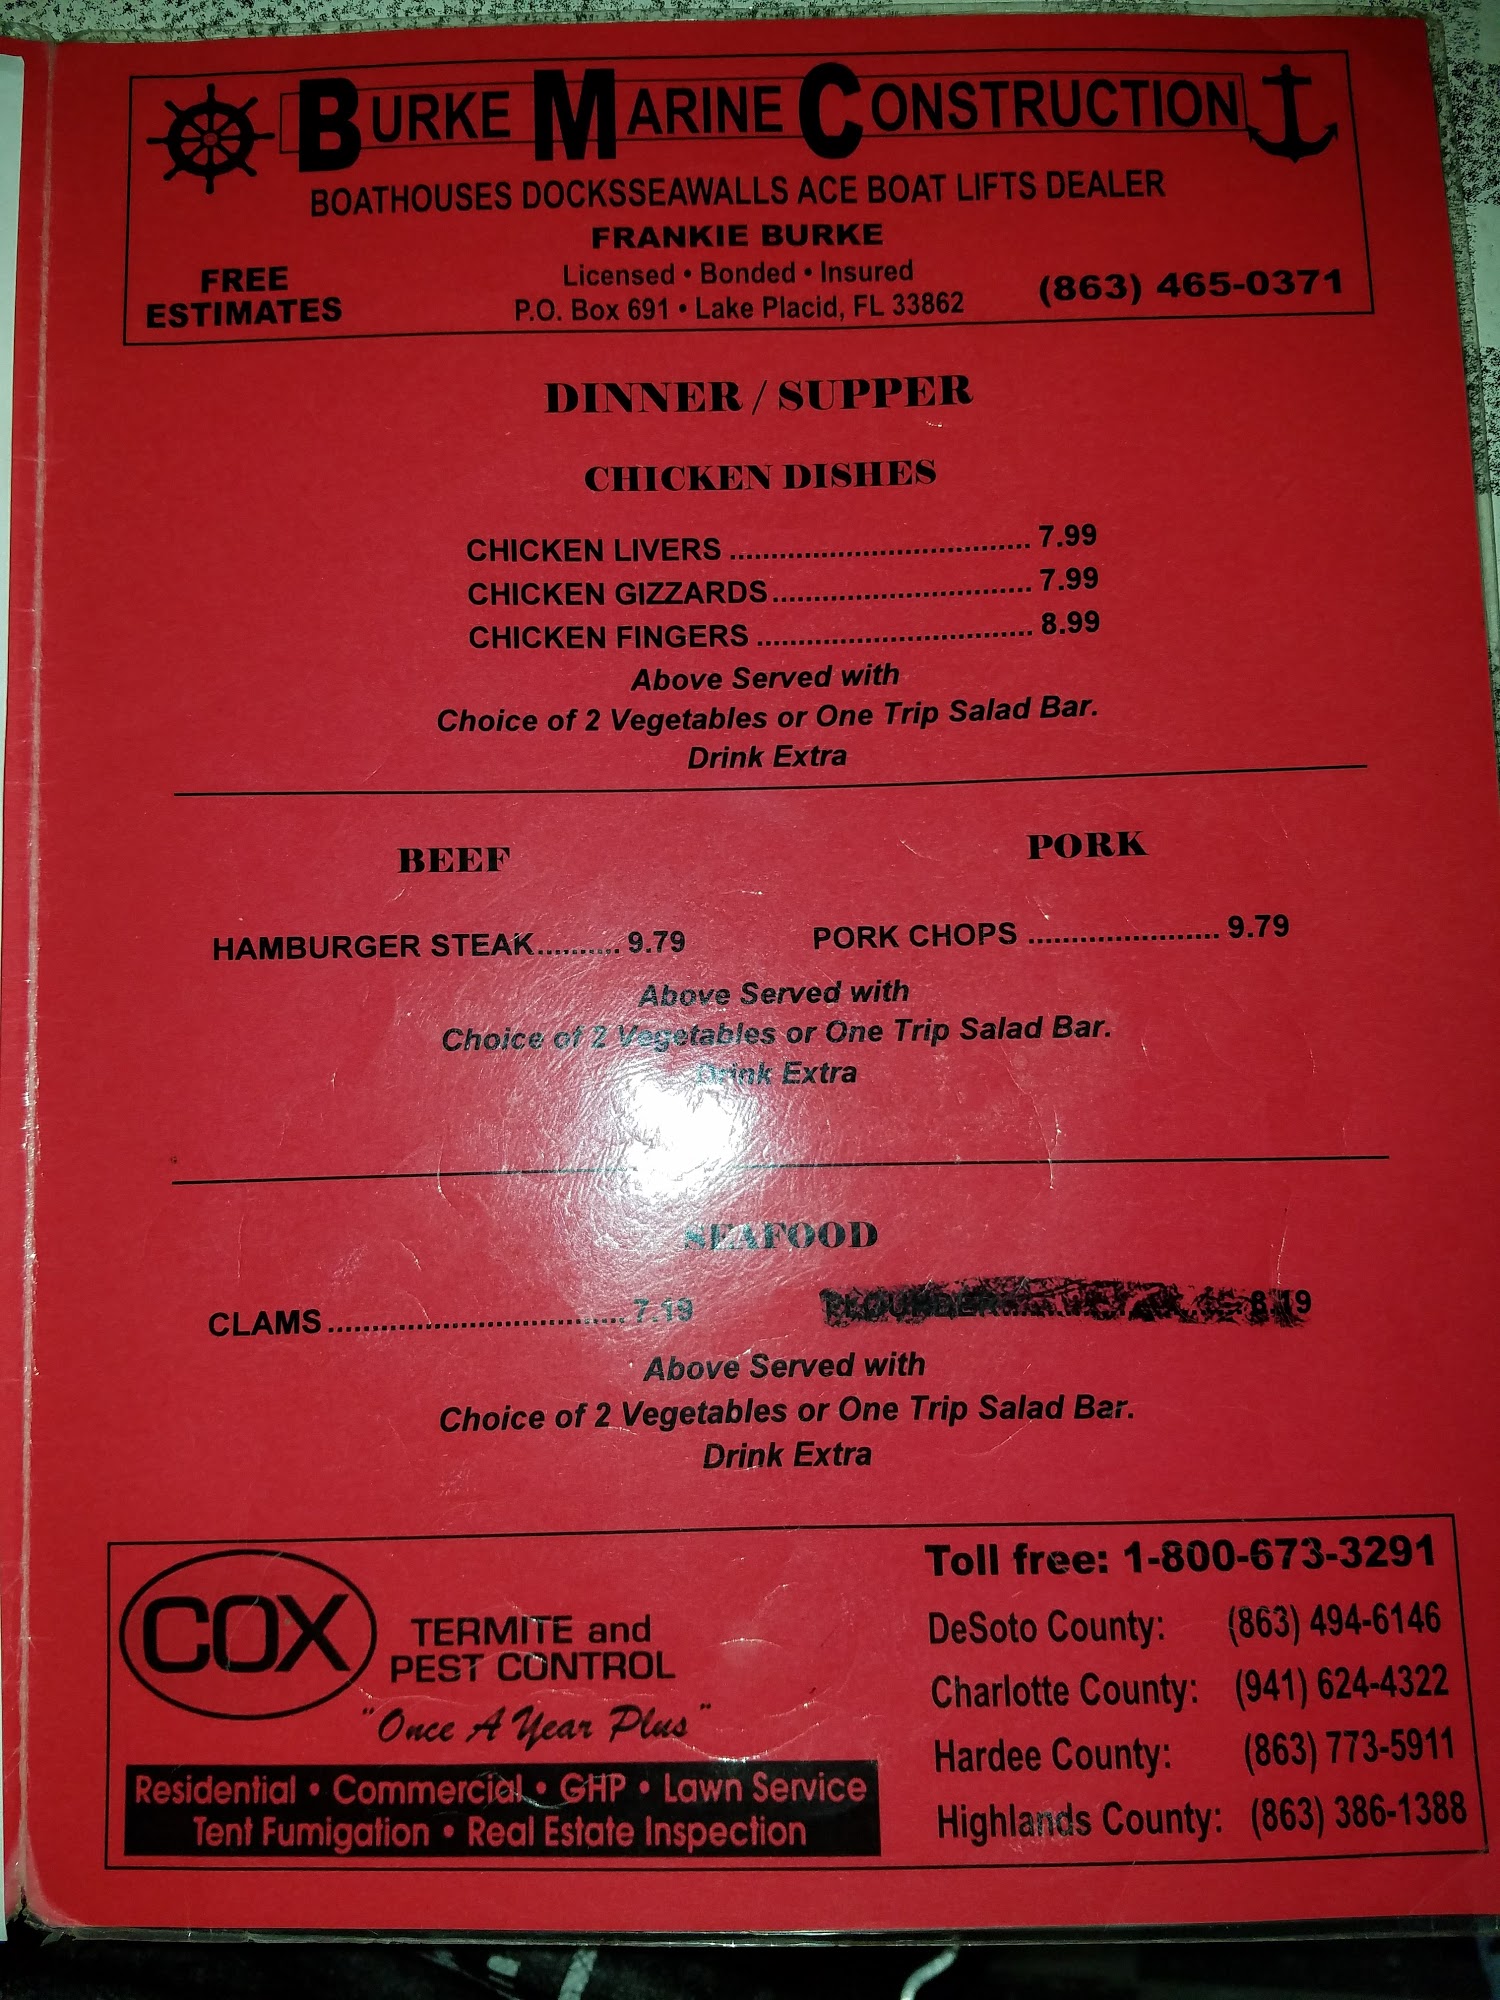 BURKE MARINE CONSTRUCTION
BOATHOUSES DOCKSSEAWALLS ACE BOAT LIFTS DEALER
FRANKIE BURKE
FREE
ESTIMATES
Licensed • Bonded • Insured
P.O. Box 691 • Lake Placid, FL 33862
(863) 465-0371
DINNER / SUPPER
CHICKEN DISHES
CHICKEN LIVERS .................................... 7.99
CHICKEN GIZZARDS............................... 7.99
CHICKEN FINGERS ................................. 8.99
Above Served with
Choice of 2 Vegetables or One Trip Salad Bar.
Drink Extra
BEEF
HAMBURGER STEAK.......... 9.79
PORK
PORK CHOPS ...................... 9.79
Above Served with
Choice of 2 Vegetables or One Trip Salad Bar.
Drink Extra
SEAFOOD
CLAMS................................... 7.19
FLOUNDER............................ 8.19
Above Served with
Choice of 2 Vegetables or One Trip Salad Bar.
Drink Extra
COX
TERMITE and
PEST CONTROL
"Once A Year Plus"
Residential • Commercial • GHP • Lawn Service
Tent Fumigation • Real Estate Inspection
Toll free: 1-800-673-3291
DeSoto County: (863) 494-6146
Charlotte County: (941) 624-4322
Hardee County: (863) 773-5911
Highlands County: (863) 386-1388